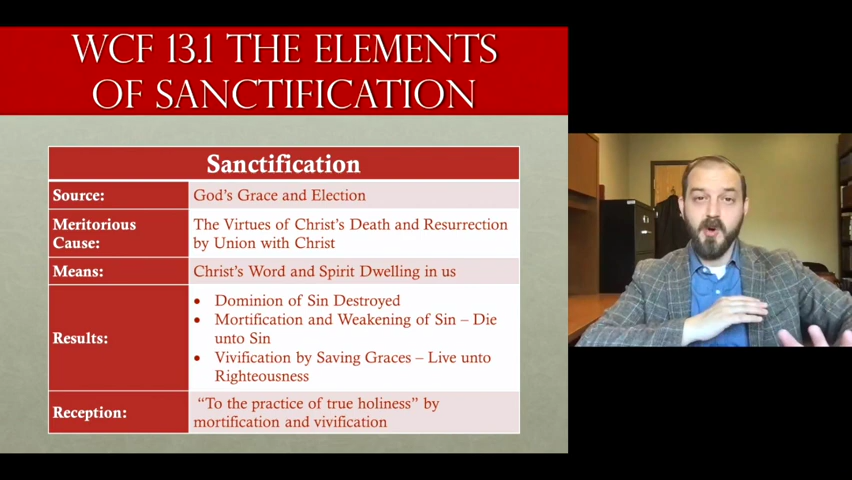 WCF 13.1 THE ELEMENTS
OF SANCTIFICATION
Sanctification
Source: God's Grace and Election
Meritorious Cause: The Virtues of Christ's Death and Resurrection
by Union with Christ
Means: Christ's Word and Spirit Dwelling in us
Results:
• Dominion of Sin Destroyed
• Mortification and Weakening of Sin – Die
unto Sin
• Vivification by Saving Graces – Live unto
Righteousness
Reception: "To the practice of true holiness" by
mortification and vivification